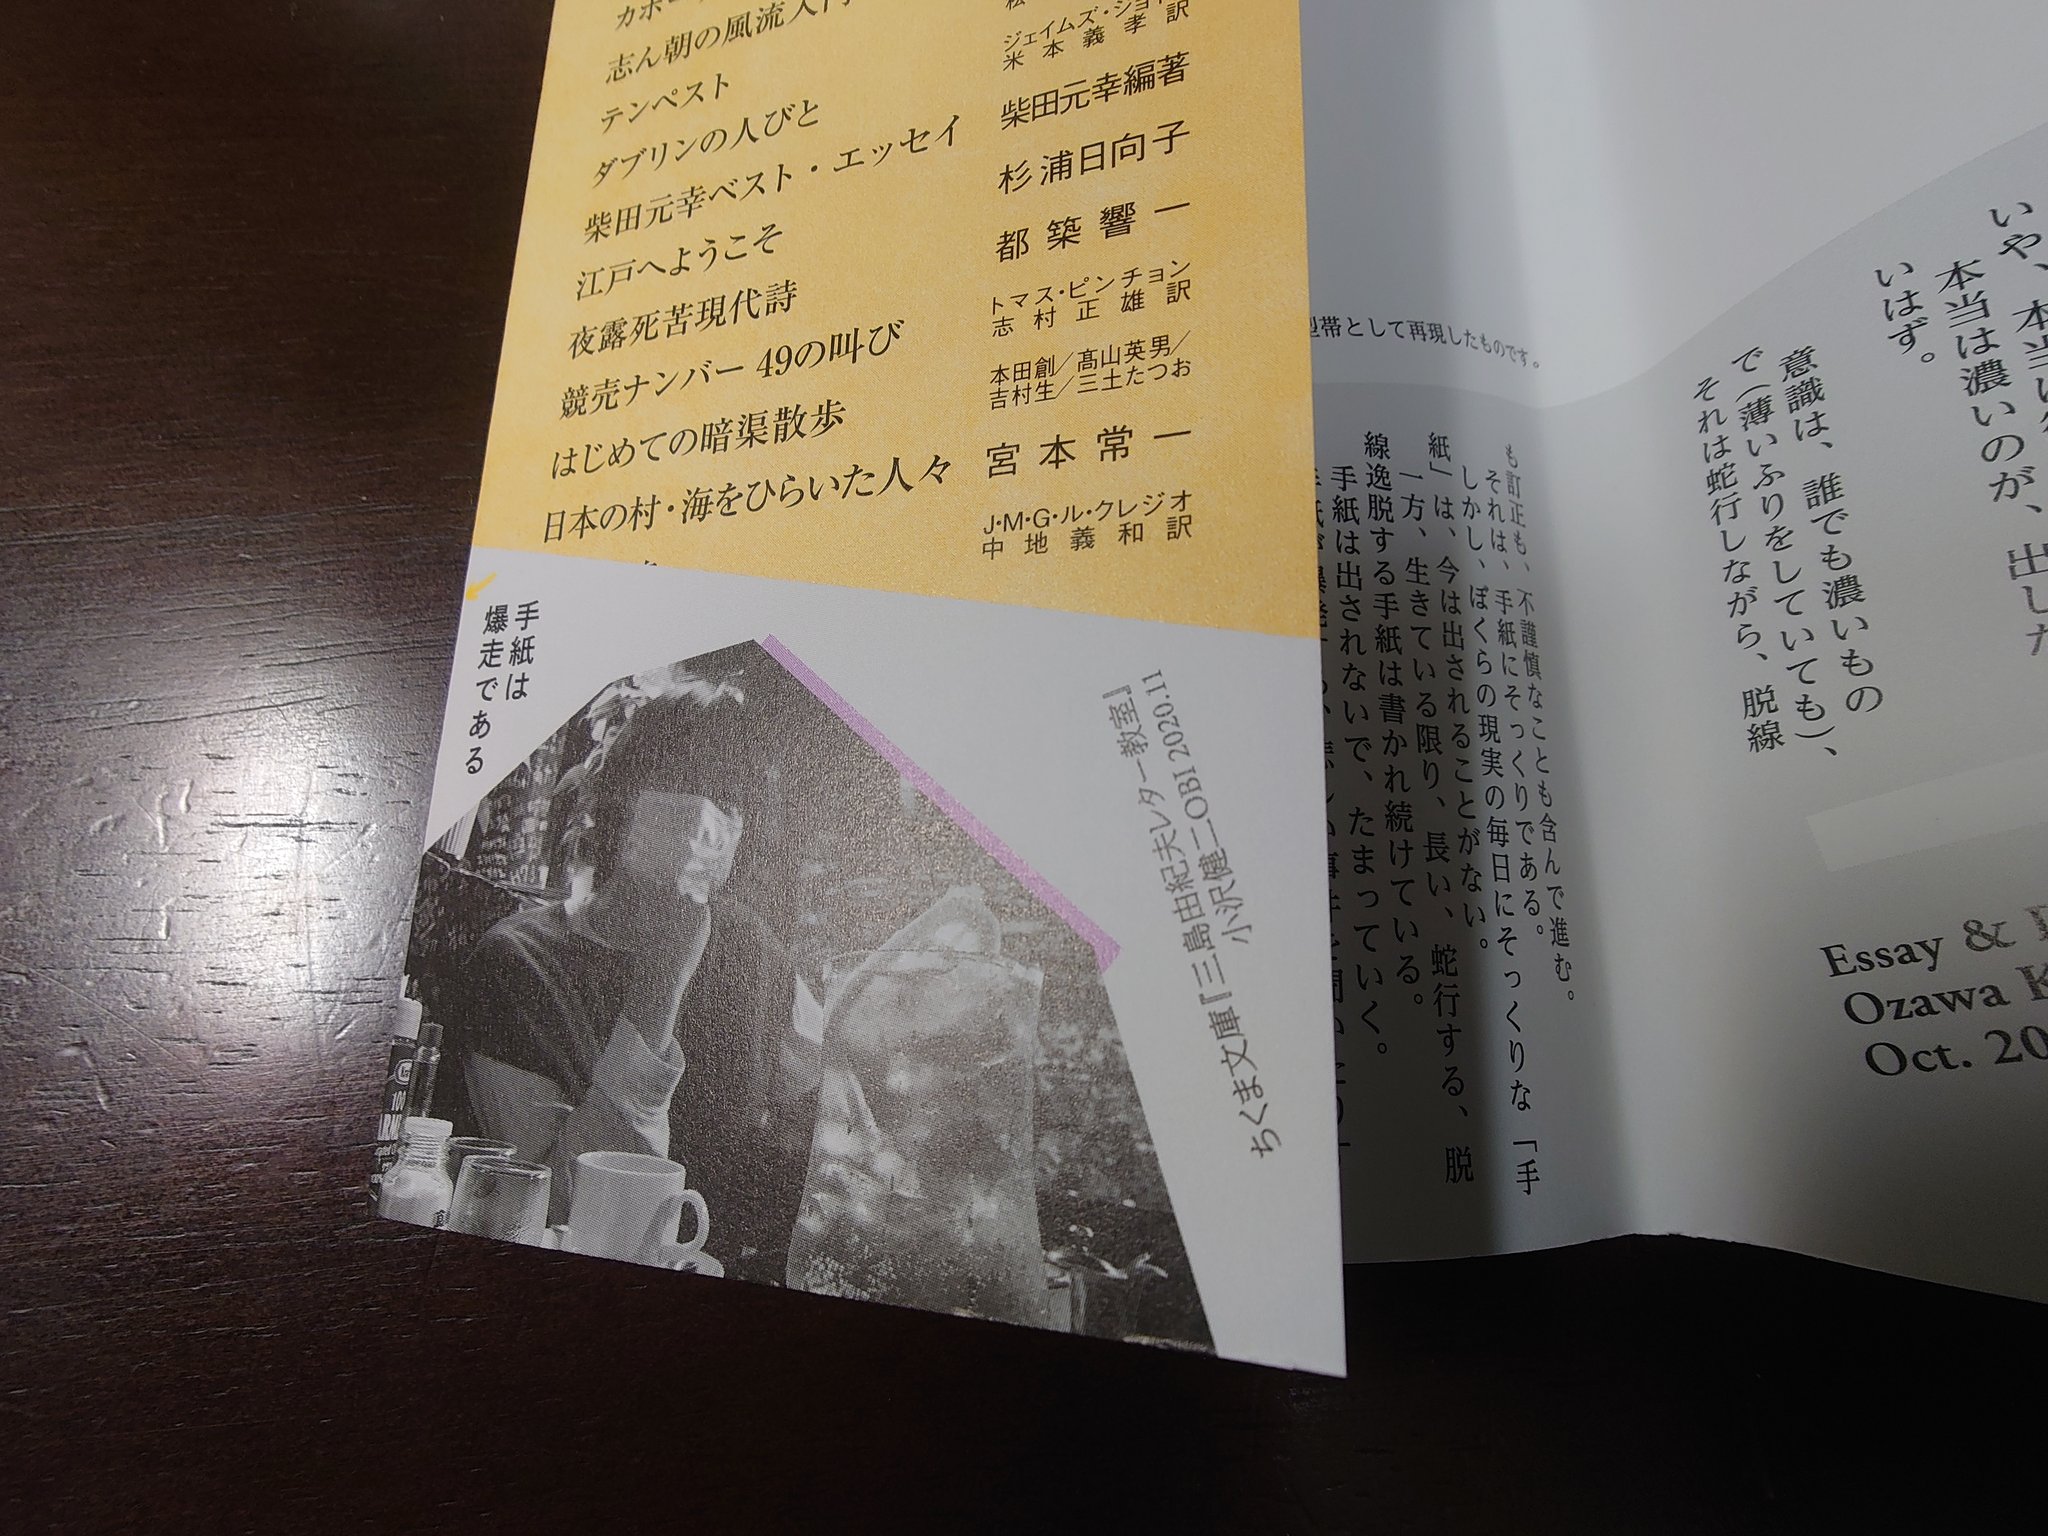 志ん朝の風流入門
テンペスト
ダブリンの人びと
柴田元幸ベスト・エッセイ
江戸へようこそ
夜露死苦現代詩
競売ナンバー49の叫び
はじめての暗渠散歩
日本の村・海をひらいた人々
米本義孝訳
柴田元幸編著
杉浦日向子
都築響一
トマス・ピンチョン
志村正雄訳
本田創／髙山英男／
吉村生／三土たつお
宮本常一
J・M・G・ル・クレジオ
中地義和訳
手紙は
爆走である
ちくま文庫『三島由紀夫レター教室』
小沢健二OBI 2020.11
帯として再現したものです。
も訂正も、不謹慎なことも含んで進む。
それは、手紙にそっくりである。
しかし、ぼくらの現実の毎日にそっくりな「手
紙」は、今は出されることがない。
一方、生きている限り、長い、蛇行する、脱
線逸脱する手紙は書かれ続けている。
手紙は出されないで、たまっていく。
いや、本当は
本当は濃いのが、出した
いはず。
意識は、誰でも濃いもの
で（薄いふりをしていても）、
それは蛇行しながら、脱線
Essay &
Ozawa
Oct. 20